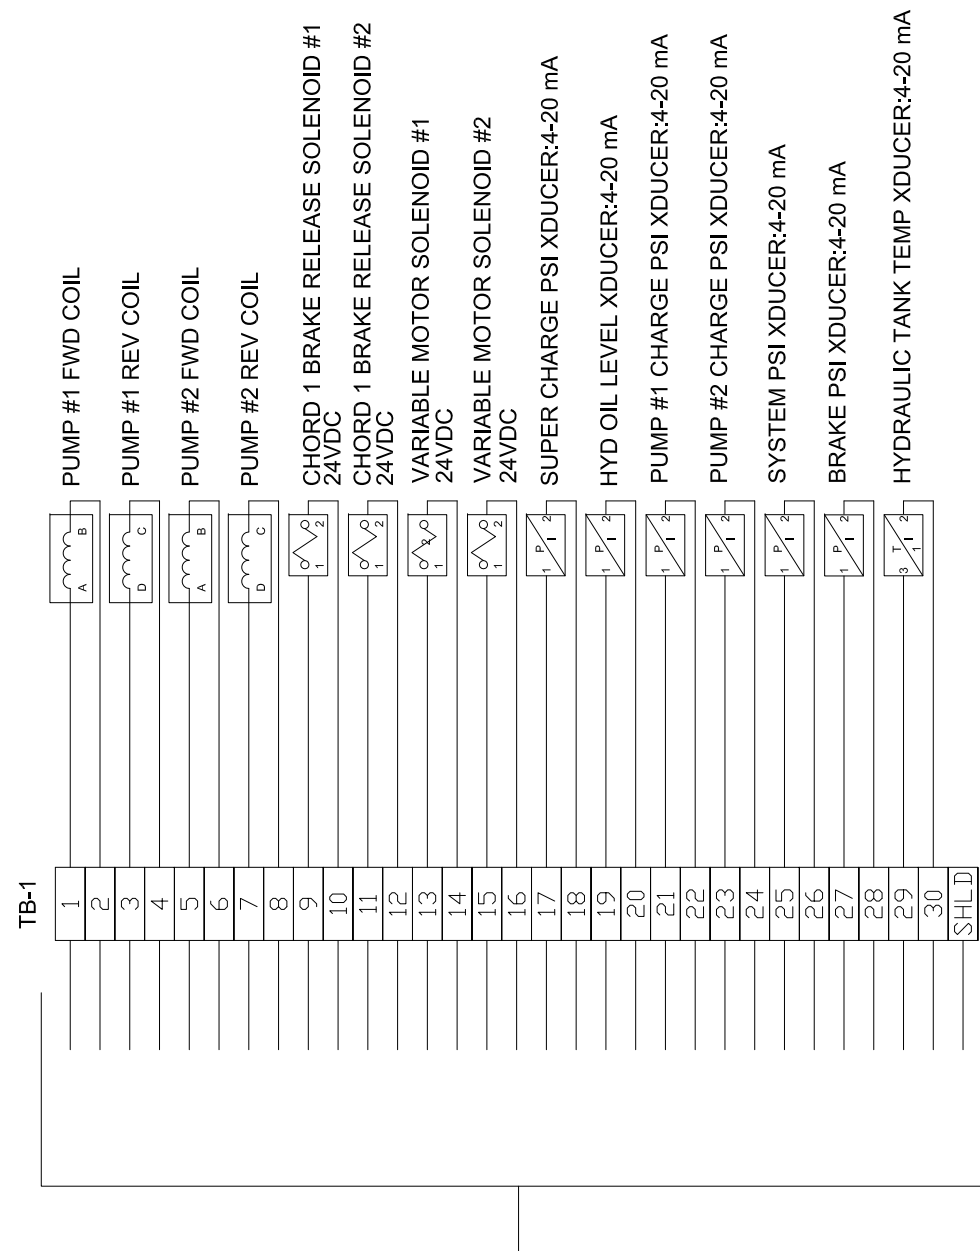 TB-1
1
2
3
4
5
6
7
8
9
10
11
12
13
14
15
16
17
18
19
20
21
22
23
24
25
26
27
28
29
30
SHLD
A B
PUMP #1 FWD COIL
D C
PUMP #1 REV COIL
A B
PUMP #2 FWD COIL
D C
PUMP #2 REV COIL
1 2
CHORD 1 BRAKE RELEASE SOLENOID #1
24VDC
1 2
CHORD 1 BRAKE RELEASE SOLENOID #2
24VDC
1 2
VARIABLE MOTOR SOLENOID #1
24VDC
1 2
VARIABLE MOTOR SOLENOID #2
24VDC
1 P I 2
SUPER CHARGE PSI XDUCER:4-20 mA
1 P I 2
HYD OIL LEVEL XDUCER:4-20 mA
1 P I 2
PUMP #1 CHARGE PSI XDUCER:4-20 mA
1 P I 2
PUMP #2 CHARGE PSI XDUCER:4-20 mA
1 P I 2
SYSTEM PSI XDUCER:4-20 mA
1 P I 2
BRAKE PSI XDUCER:4-20 mA
3 T 1 2
HYDRAULIC TANK TEMP XDUCER:4-20 mA